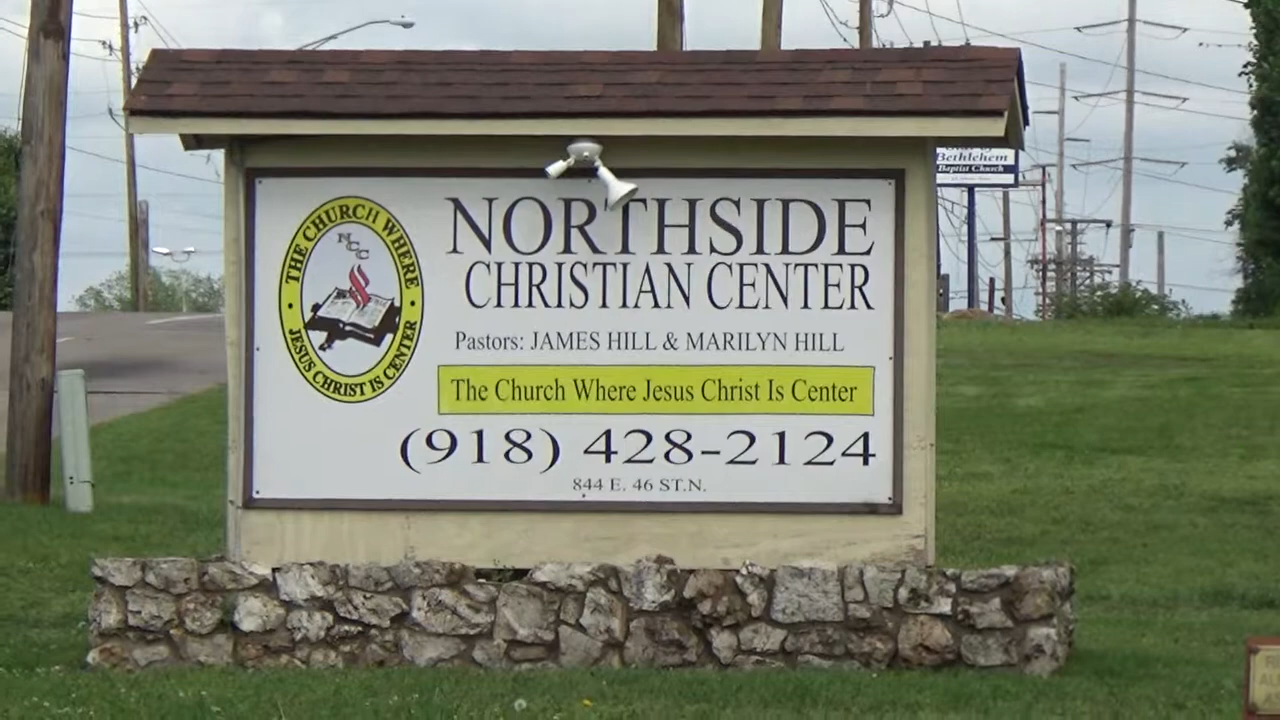 THE CHURCH WHERE
NCC
JESUS CHRIST IS CENTER
NORTHSIDE
CHRISTIAN CENTER
Pastors: JAMES HILL & MARILYN HILL
The Church Where Jesus Christ Is Center
(918) 428-2124
844 E. 46 ST.N.
Bethlehem
Baptist Church